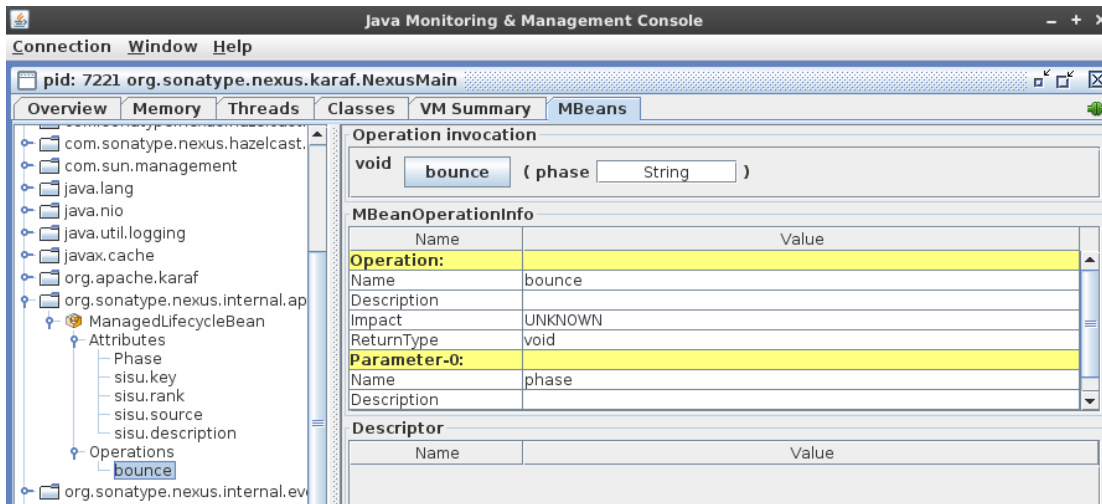 Java Monitoring & Management Console
Connection Window Help
pid: 7221 org.sonatype.nexus.karaf.NexusMain
Overview Memory Threads Classes VM Summary MBeans
com.sonatype.nexus.hazelcast.
com.sun.management
java.lang
java.nio
java.util.logging
javax.cache
org.apache.karaf
org.sonatype.nexus.internal.ap
ManagedLifecycleBean
Attributes
Phase
sisu.key
sisu.rank
sisu.source
sisu.description
Operations
bounce
org.sonatype.nexus.internal.ev
Operation invocation
void bounce ( phase String )
MBeanOperationInfo
Name Value
Operation:
Name bounce
Description
Impact UNKNOWN
ReturnType void
Parameter-0:
Name phase
Description
Descriptor
Name Value